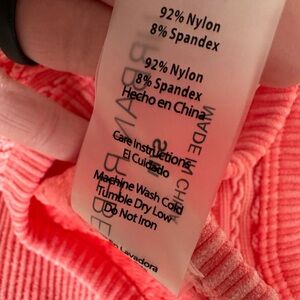 92% Nylon
8% Spandex
92% Nylon
8% Spandex
Hecho en China
Care Instructions
El Cuidado
Machine Wash Cold
Tumble Dry Low
Do Not Iron
Lavadora
MADE IN CHINA